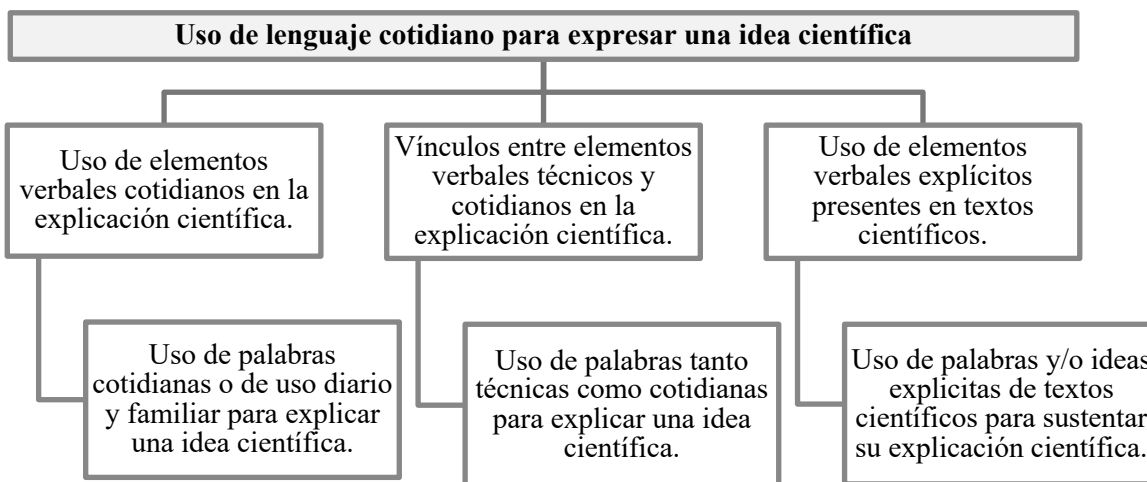 Uso de lenguaje cotidiano para expresar una idea científica
Uso de elementos
verbales cotidianos en la
explicación científica.
Vínculos entre elementos
verbales técnicos y
cotidianos en la
explicación científica.
Uso de elementos
verbales explícitos
presentes en textos
científicos.
Uso de palabras
cotidianas o de uso diario
y familiar para explicar
una idea científica.
Uso de palabras tanto
técnicas como cotidianas
para explicar una idea
científica.
Uso de palabras y/o ideas
explicitas de textos
científicos para sustentar
su explicación científica.